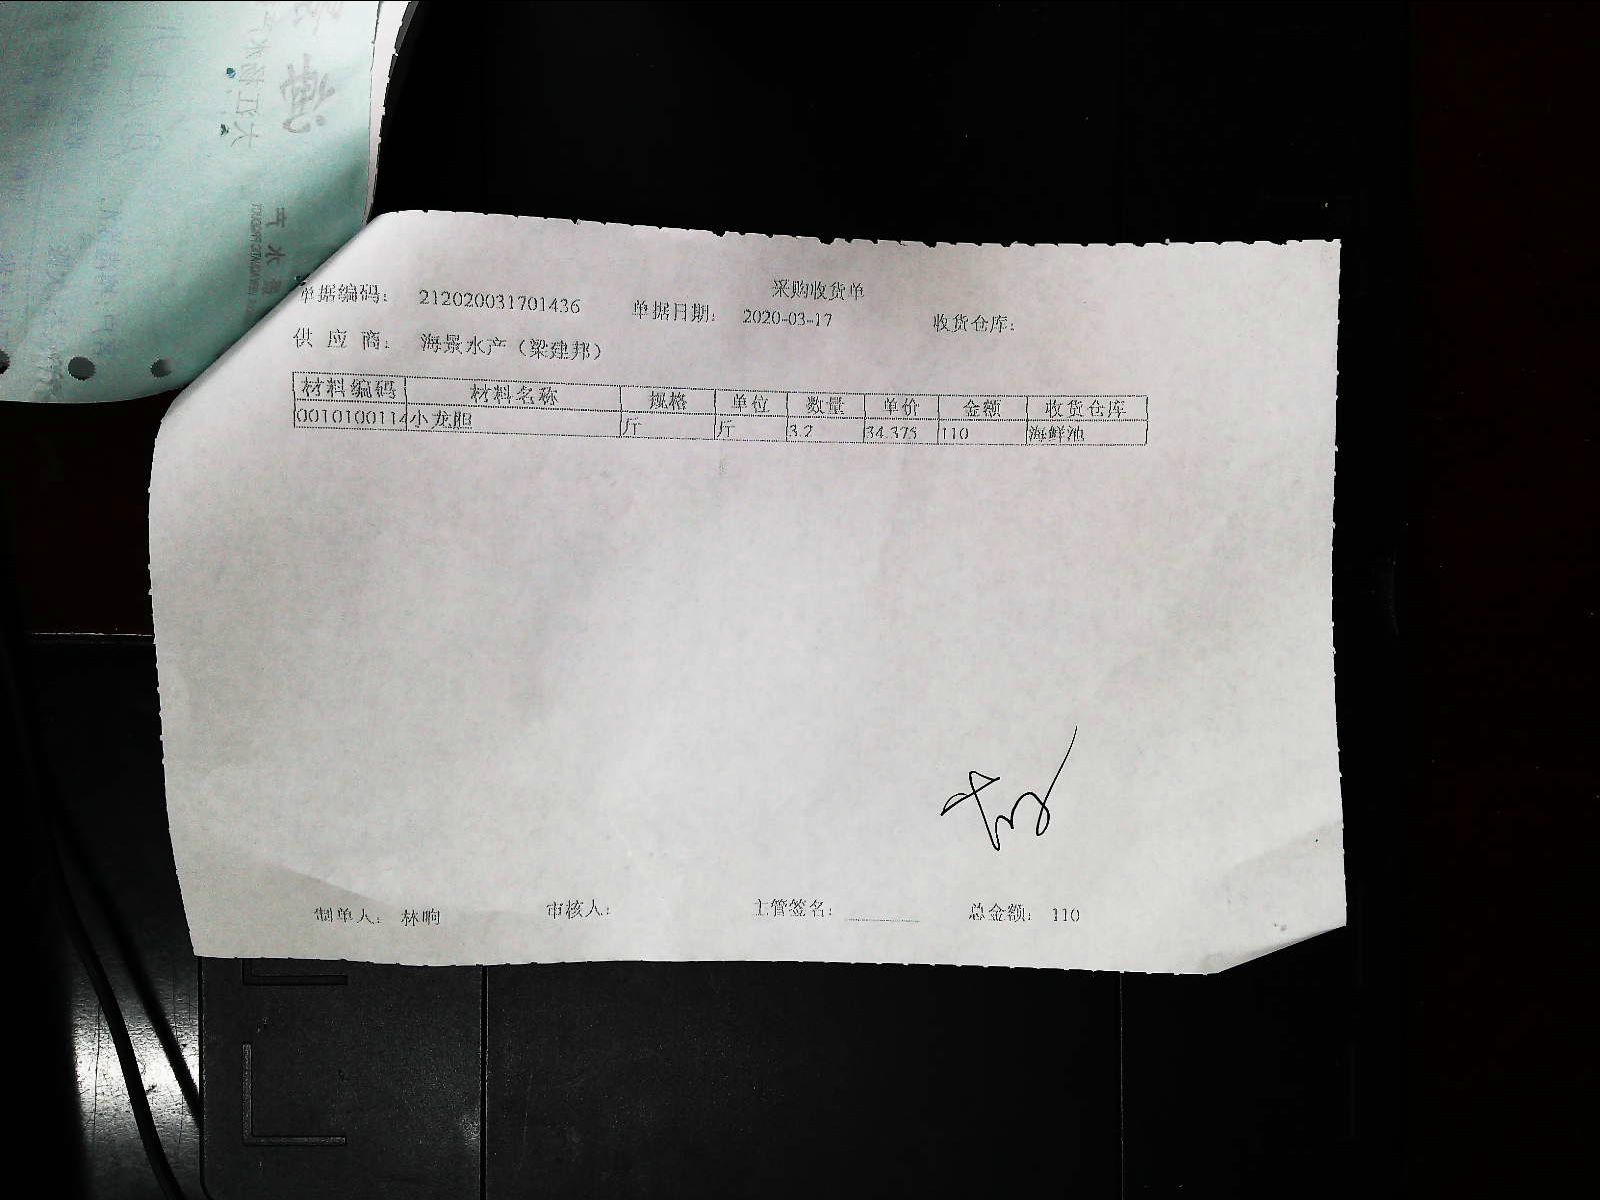 采购收货单
单据编码： 212020031701436 单据日期： 2020-03-17 收货仓库：
供 应 商： 海景水产（梁建邦）
材料编码 材料名称 规格 单位 数量 单价 金额 收货仓库
0010100114 小龙胆 斤 斤 3.2 34.375 110 海鲜池
制单人： 林响 审核人： 主管签名： 总金额： 110